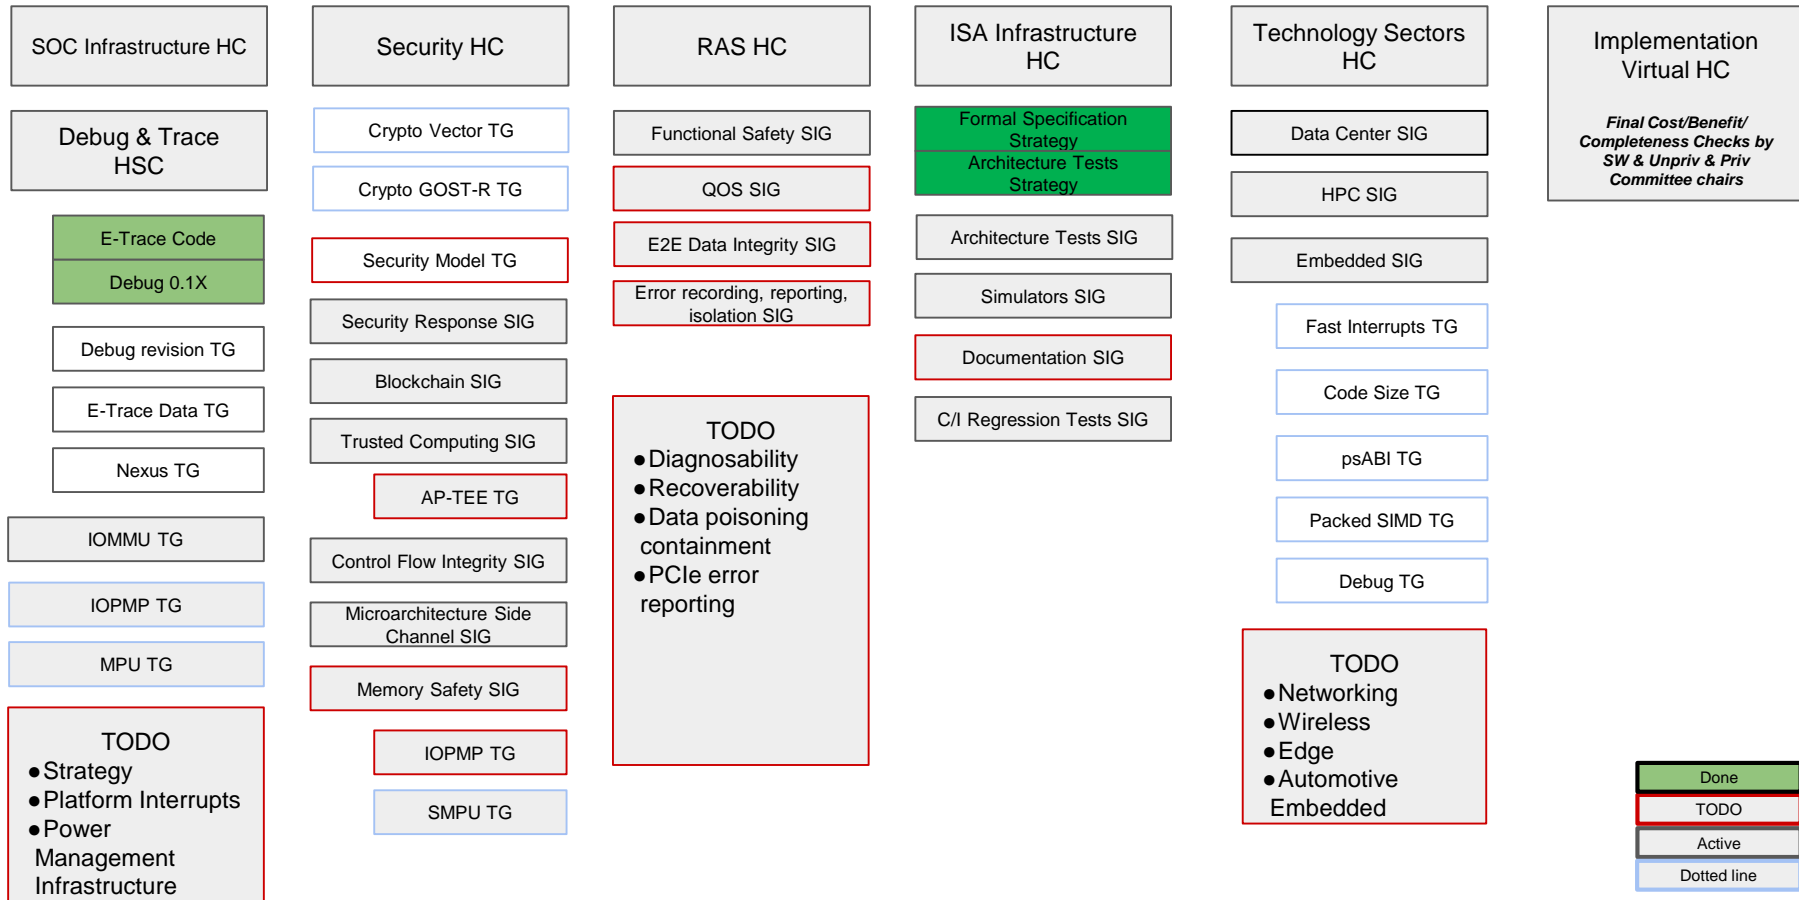 SOC Infrastructure HC
Debug & Trace
HSC
E-Trace Code
Debug 0.1X
Debug revision TG
E-Trace Data TG
Nexus TG
IOMMU TG
IOPMP TG
MPU TG
TODO
●Strategy
●Platform Interrupts
●Power
Management
Infrastructure
Security HC
Crypto Vector TG
Crypto GOST-R TG
Security Model TG
Security Response SIG
Blockchain SIG
Trusted Computing SIG
AP-TEE TG
Control Flow Integrity SIG
Microarchitecture Side
Channel SIG
Memory Safety SIG
IOPMP TG
SMPU TG
RAS HC
Functional Safety SIG
QOS SIG
E2E Data Integrity SIG
Error recording, reporting,
isolation SIG
TODO
●Diagnosability
●Recoverability
●Data poisoning
containment
●PCIe error
reporting
ISA Infrastructure
HC
Formal Specification
Strategy
Architecture Tests
Strategy
Architecture Tests SIG
Simulators SIG
Documentation SIG
C/I Regression Tests SIG
Technology Sectors
HC
Data Center SIG
HPC SIG
Embedded SIG
Fast Interrupts TG
Code Size TG
psABI TG
Packed SIMD TG
Debug TG
TODO
●Networking
●Wireless
●Edge
●Automotive
Embedded
Implementation
Virtual HC
Final Cost/Benefit/
Completeness Checks by
SW & Unpriv & Priv
Committee chairs
Done
TODO
Active
Dotted line